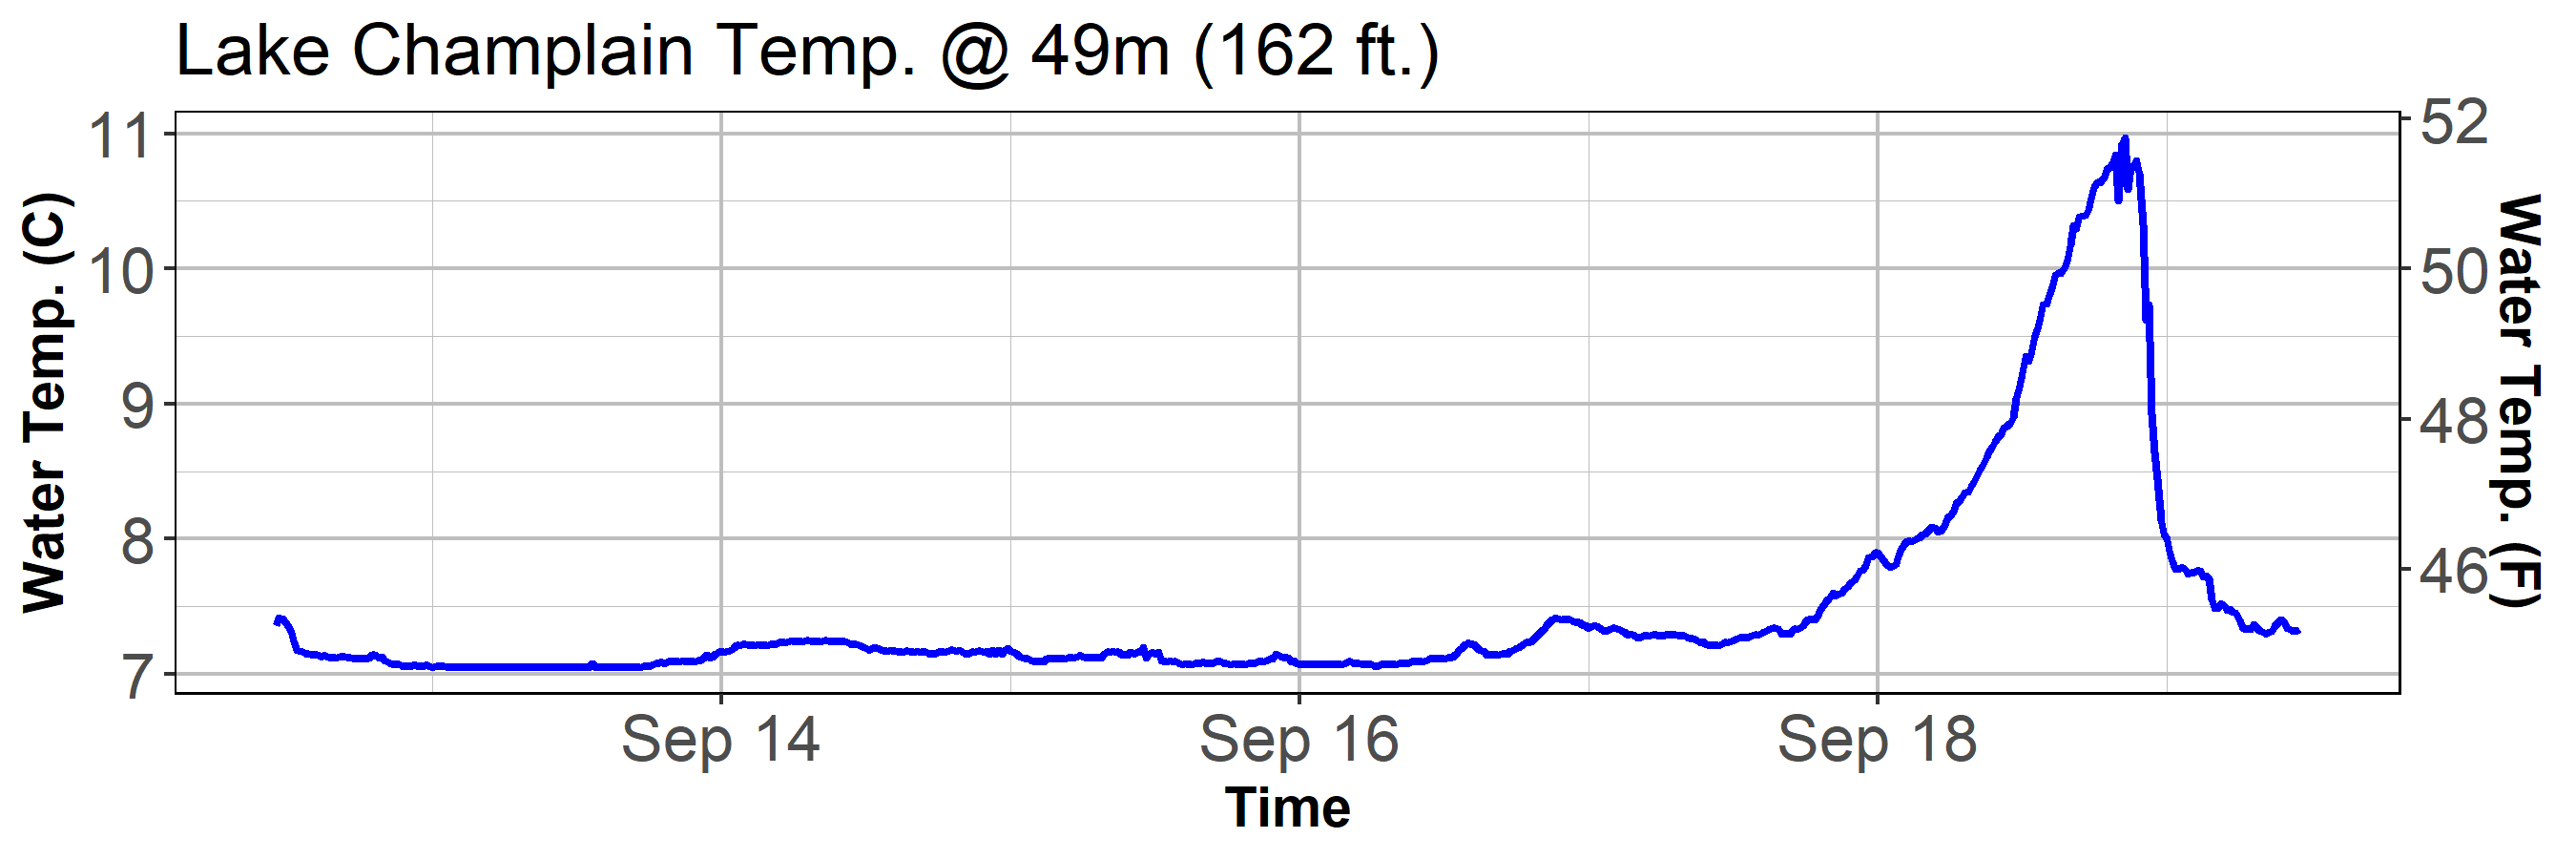 Lake Champlain Temp. @ 49m (162 ft.)
Water Temp. (C)
11
10
9
8
7
52
50
48
46
Water Temp. (F)
Sep 14
Sep 16
Sep 18
Time